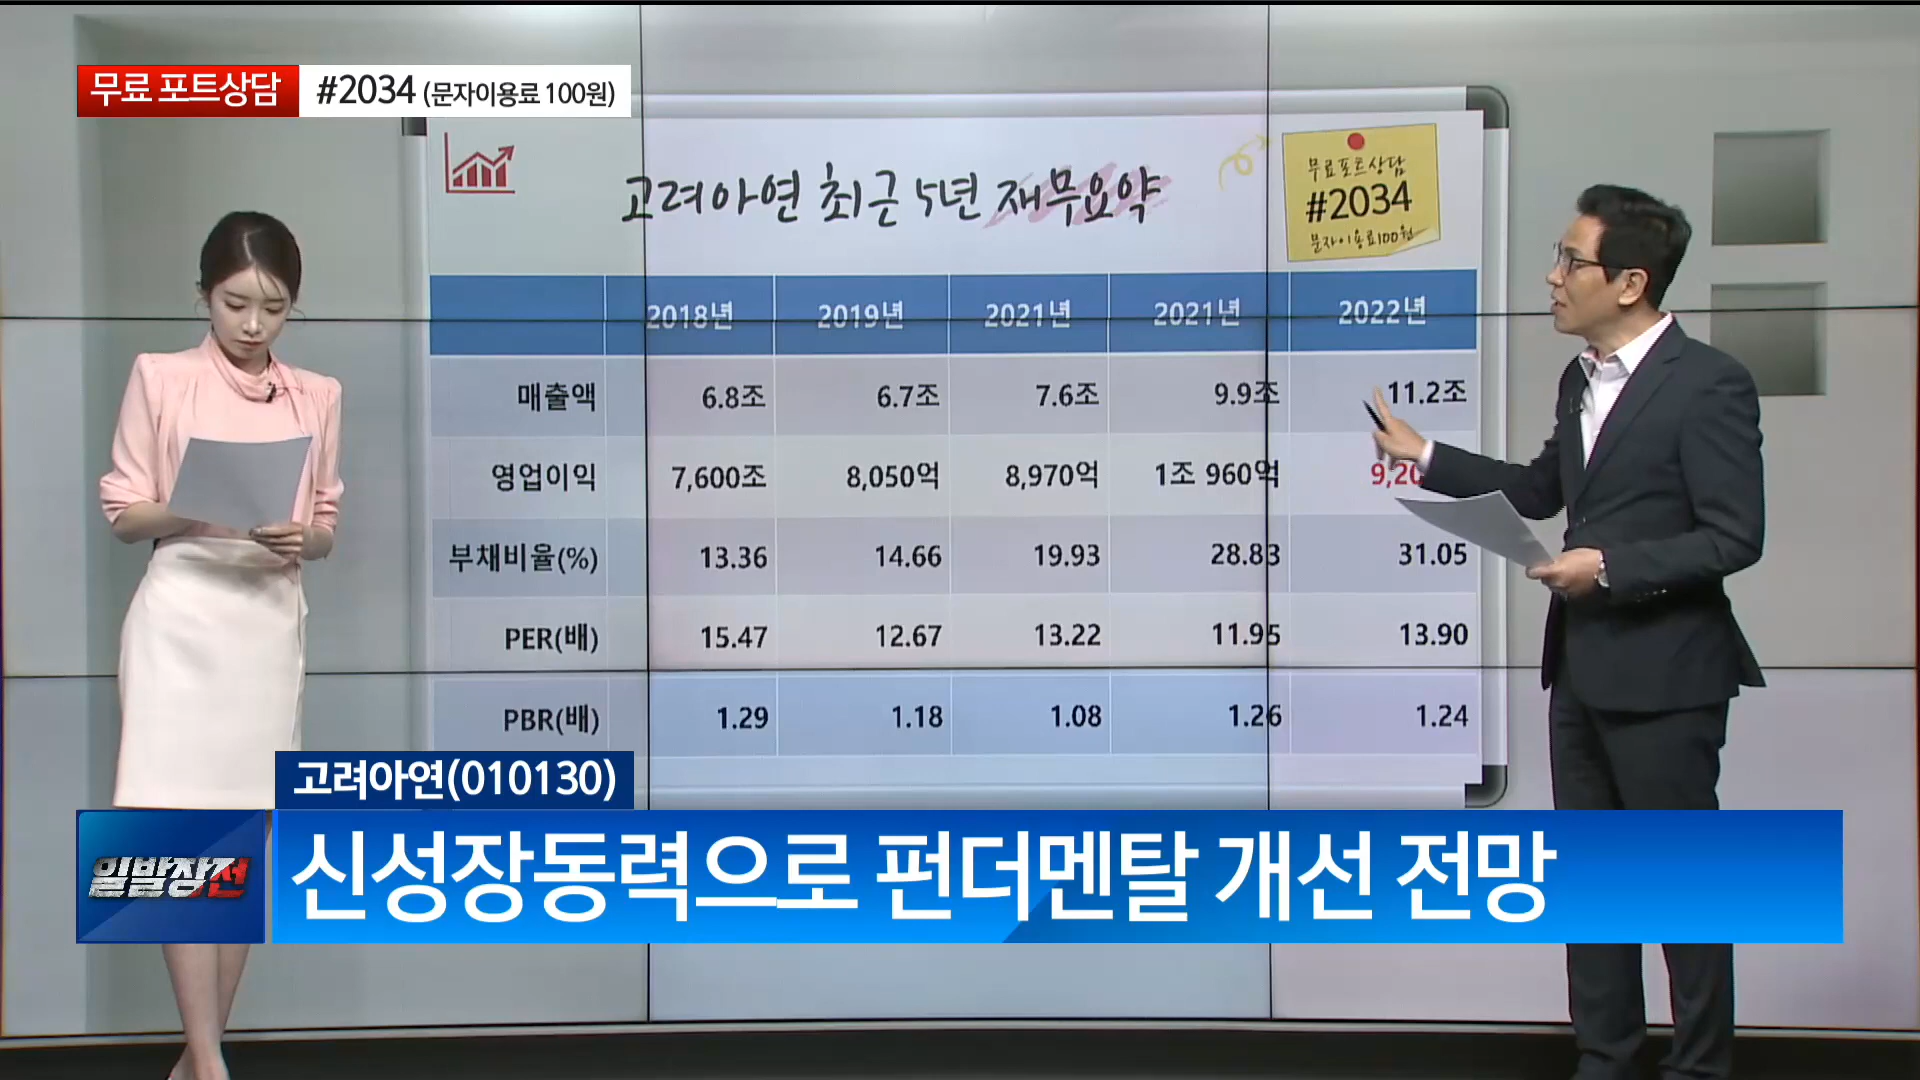 무료 포트상담 #2034 (문자이용료 100원)
고려아연 최근 5년 재무요약
무료포트상담
#2034
문자이용료100원
2018년 2019년 2021년 2021년 2022년
매출액 6.8조 6.7조 7.6조 9.9조 11.2조
영업이익 7,600조 8,050억 8,970억 1조 960억 9,20
부채비율(%) 13.36 14.66 19.93 28.83 31.05
PER(배) 15.47 12.67 13.22 11.95 13.90
PBR(배) 1.29 1.18 1.08 1.26 1.24
고려아연(010130)
일발장전
신성장동력으로 펀더멘탈 개선 전망